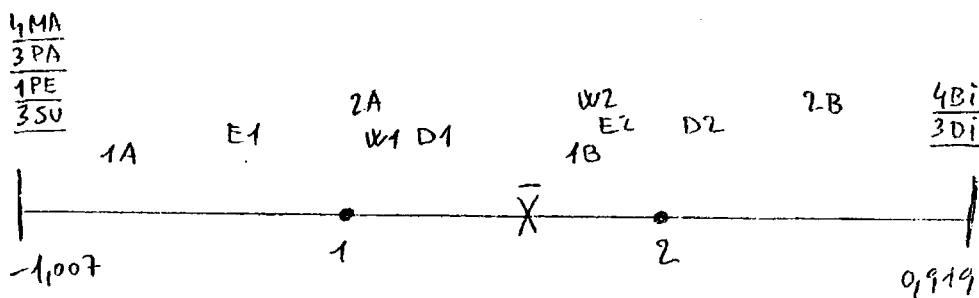 4MA
3PA
1PE
3SU
1A
E1
2A
W1 D1
W2
E2
1B
D2
2B
4Bi
3Di
X̄
1
2
-1,007
0,919